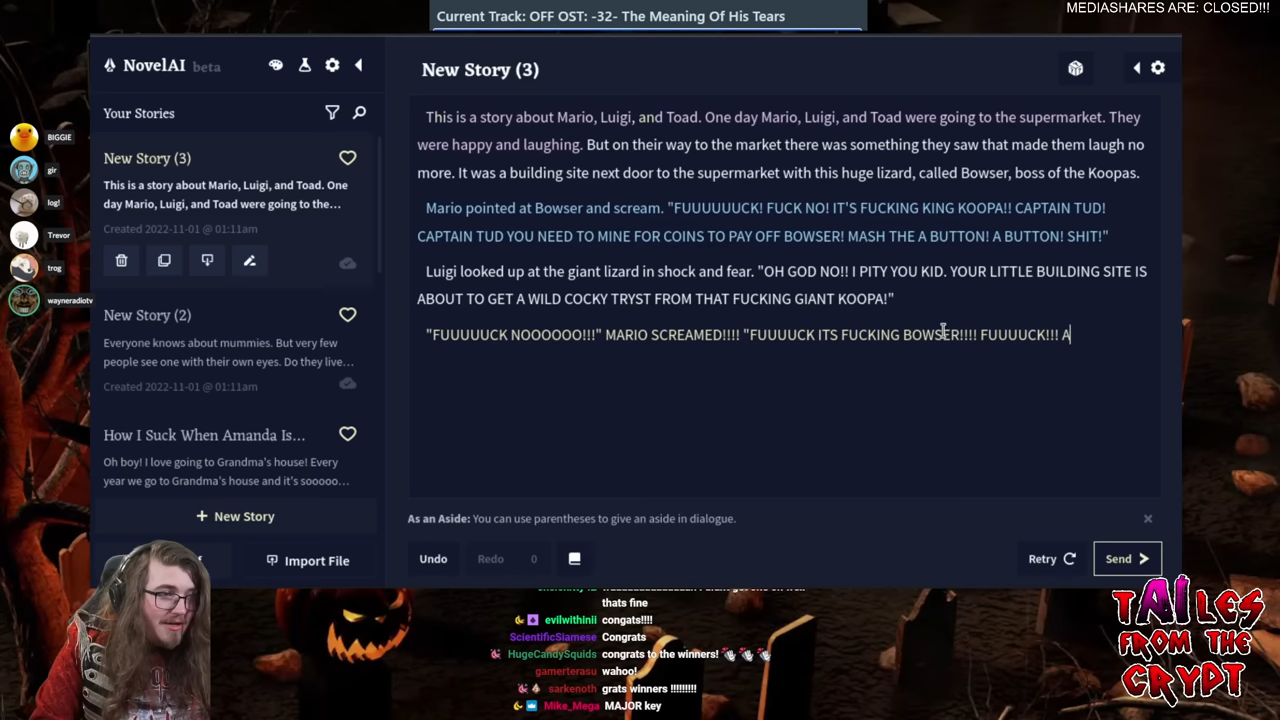 Current Track: OFF OST: -32- The Meaning Of His Tears
MEDIASHARES ARE: CLOSED!!!
NovelAI beta
New Story (3)
Your Stories
BIGGIE
gir
log!
Trevor
trog
wayneradiotv
New Story (3)
This is a story about Mario, Luigi, and Toad. One
day Mario, Luigi, and Toad were going to the...
Created 2022-11-01 @ 01:11am
New Story (2)
Everyone knows about mummies. But very few
people see one with their own eyes. Do they live...
Created 2022-11-01 @ 01:11am
How I Suck When Amanda Is...
Oh boy! I love going to Grandma's house! Every
year we go to Grandma's house and it's sooooo...
+ New Story
Import File
This is a story about Mario, Luigi, and Toad. One day Mario, Luigi, and Toad were going to the supermarket. They
were happy and laughing. But on their way to the market there was something they saw that made them laugh no
more. It was a building site next door to the supermarket with this huge lizard, called Bowser, boss of the Koopas.
Mario pointed at Bowser and scream. "FUUUUUUCK! FUCK NO! IT'S FUCKING KING KOOPA!! CAPTAIN TUD!
CAPTAIN TUD YOU NEED TO MINE FOR COINS TO PAY OFF BOWSER! MASH THE A BUTTON! A BUTTON! SHIT!"
Luigi looked up at the giant lizard in shock and fear. "OH GOD NO!! I PITY YOU KID. YOUR LITTLE BUILDING SITE IS
ABOUT TO GET A WILD COCKY TRYST FROM THAT FUCKING GIANT KOOPA!"
"FUUUUUCK NOOOOOO!!!" MARIO SCREAMED!!!! "FUUUUCK ITS FUCKING BOWSER!!!! FUUUUCK!!! A
As an Aside: You can use parentheses to give an aside in dialogue.
Undo
Redo 0
Retry
Send
thats fine
evilwithinii congats!!!!
ScientificSiamese Congrats
HugeCandySquids congrats to the winners!
gamerterasu wahoo!
sarkenoth grats winners !!!!!!!!!
Mike_Mega MAJOR key
TAILES
FROM THE
CRYPT